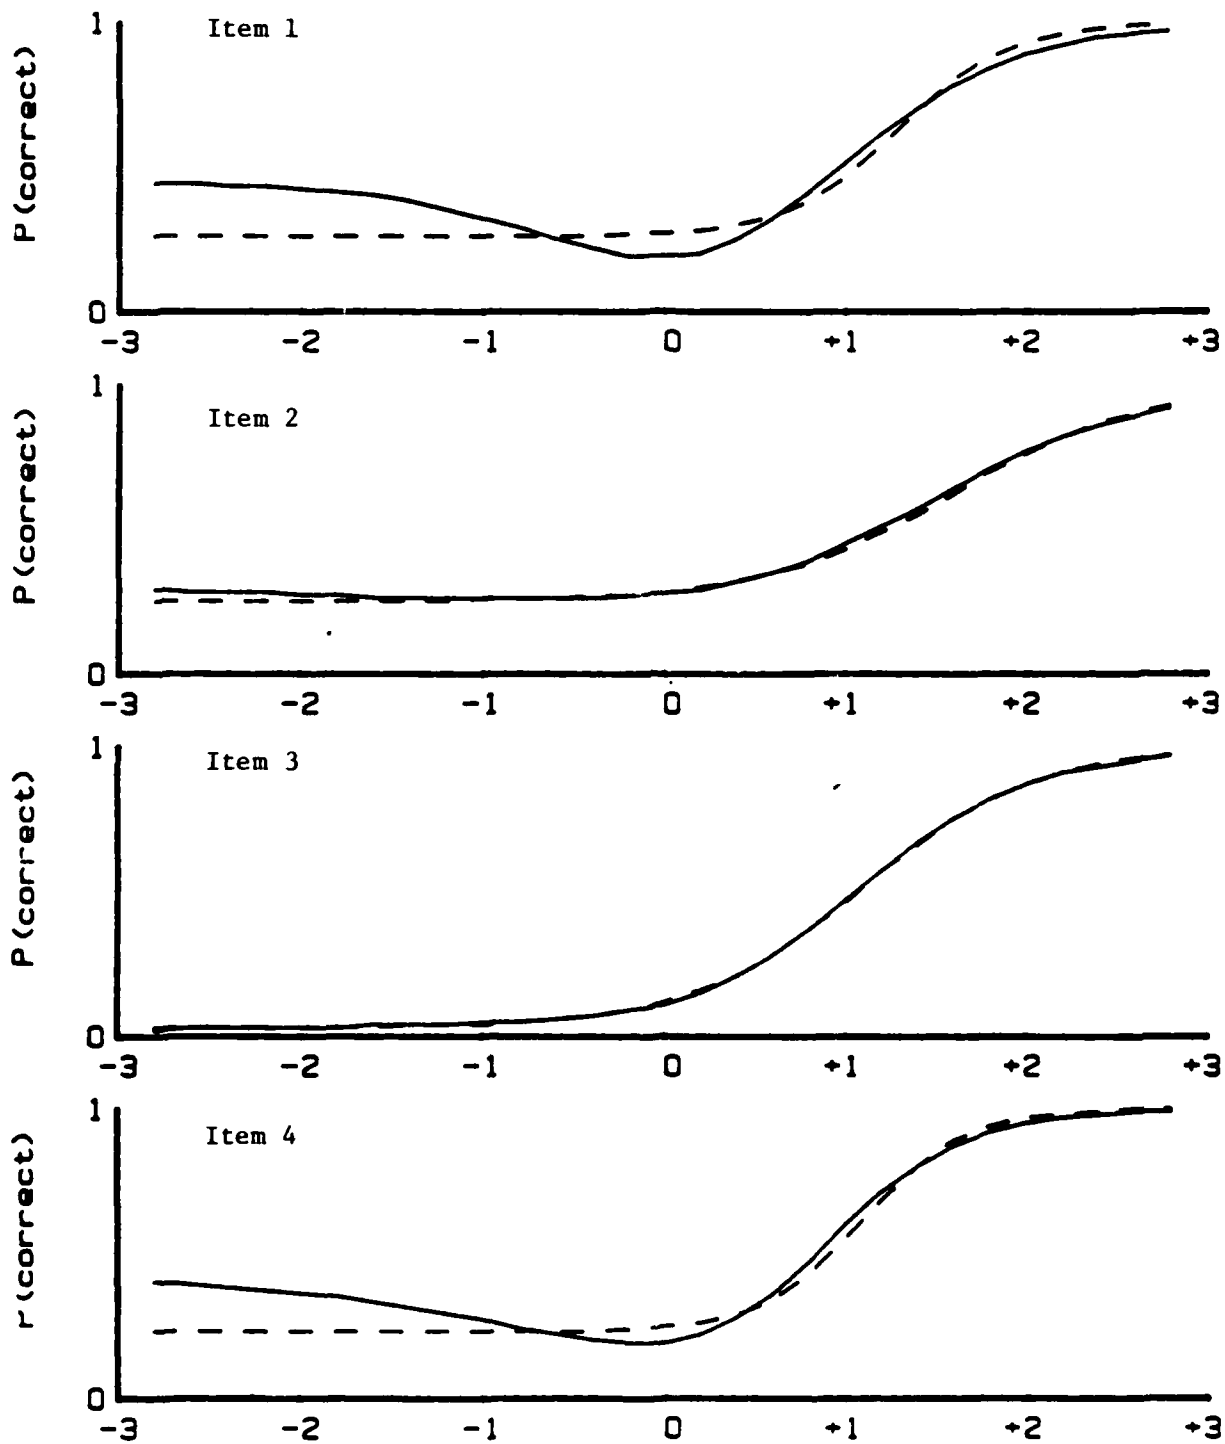 1
Item 1
P(correct)
0
-3 -2 -1 0 +1 +2 +3
1
Item 2
P(correct)
0
-3 -2 -1 0 +1 +2 +3
1
Item 3
P(correct)
0
-3 -2 -1 0 +1 +2 +3
1
Item 4
r(correct)
0
-3 -2 -1 0 +1 +2 +3